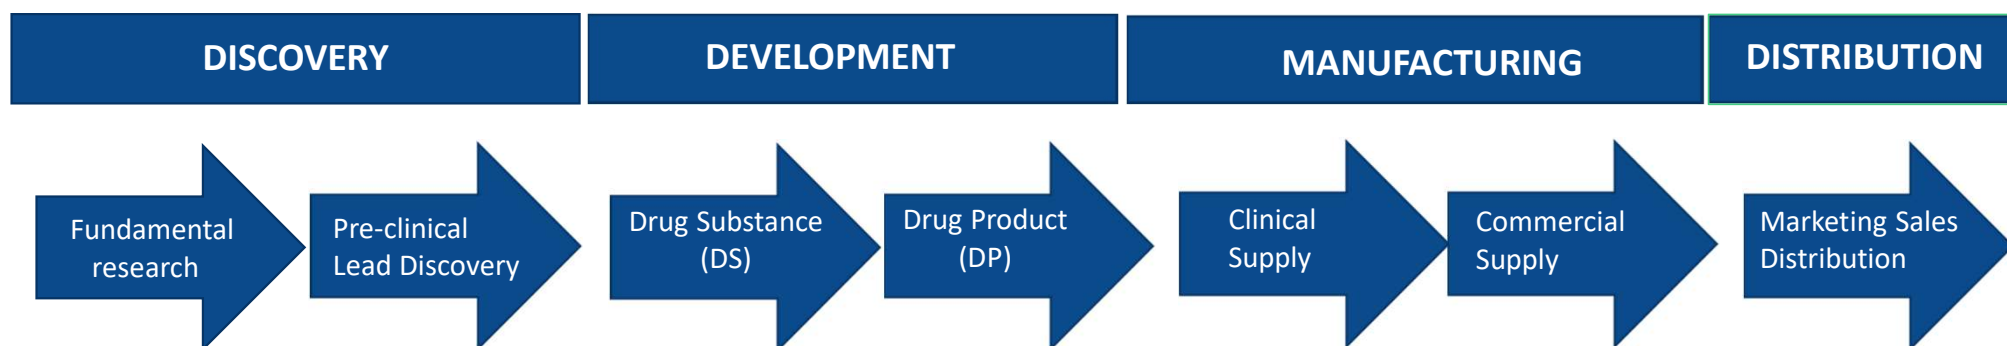 DISCOVERY
DEVELOPMENT
MANUFACTURING
DISTRIBUTION
Fundamental
research
Pre-clinical
Lead Discovery
Drug Substance
(DS)
Drug Product
(DP)
Clinical
Supply
Commercial
Supply
Marketing Sales
Distribution